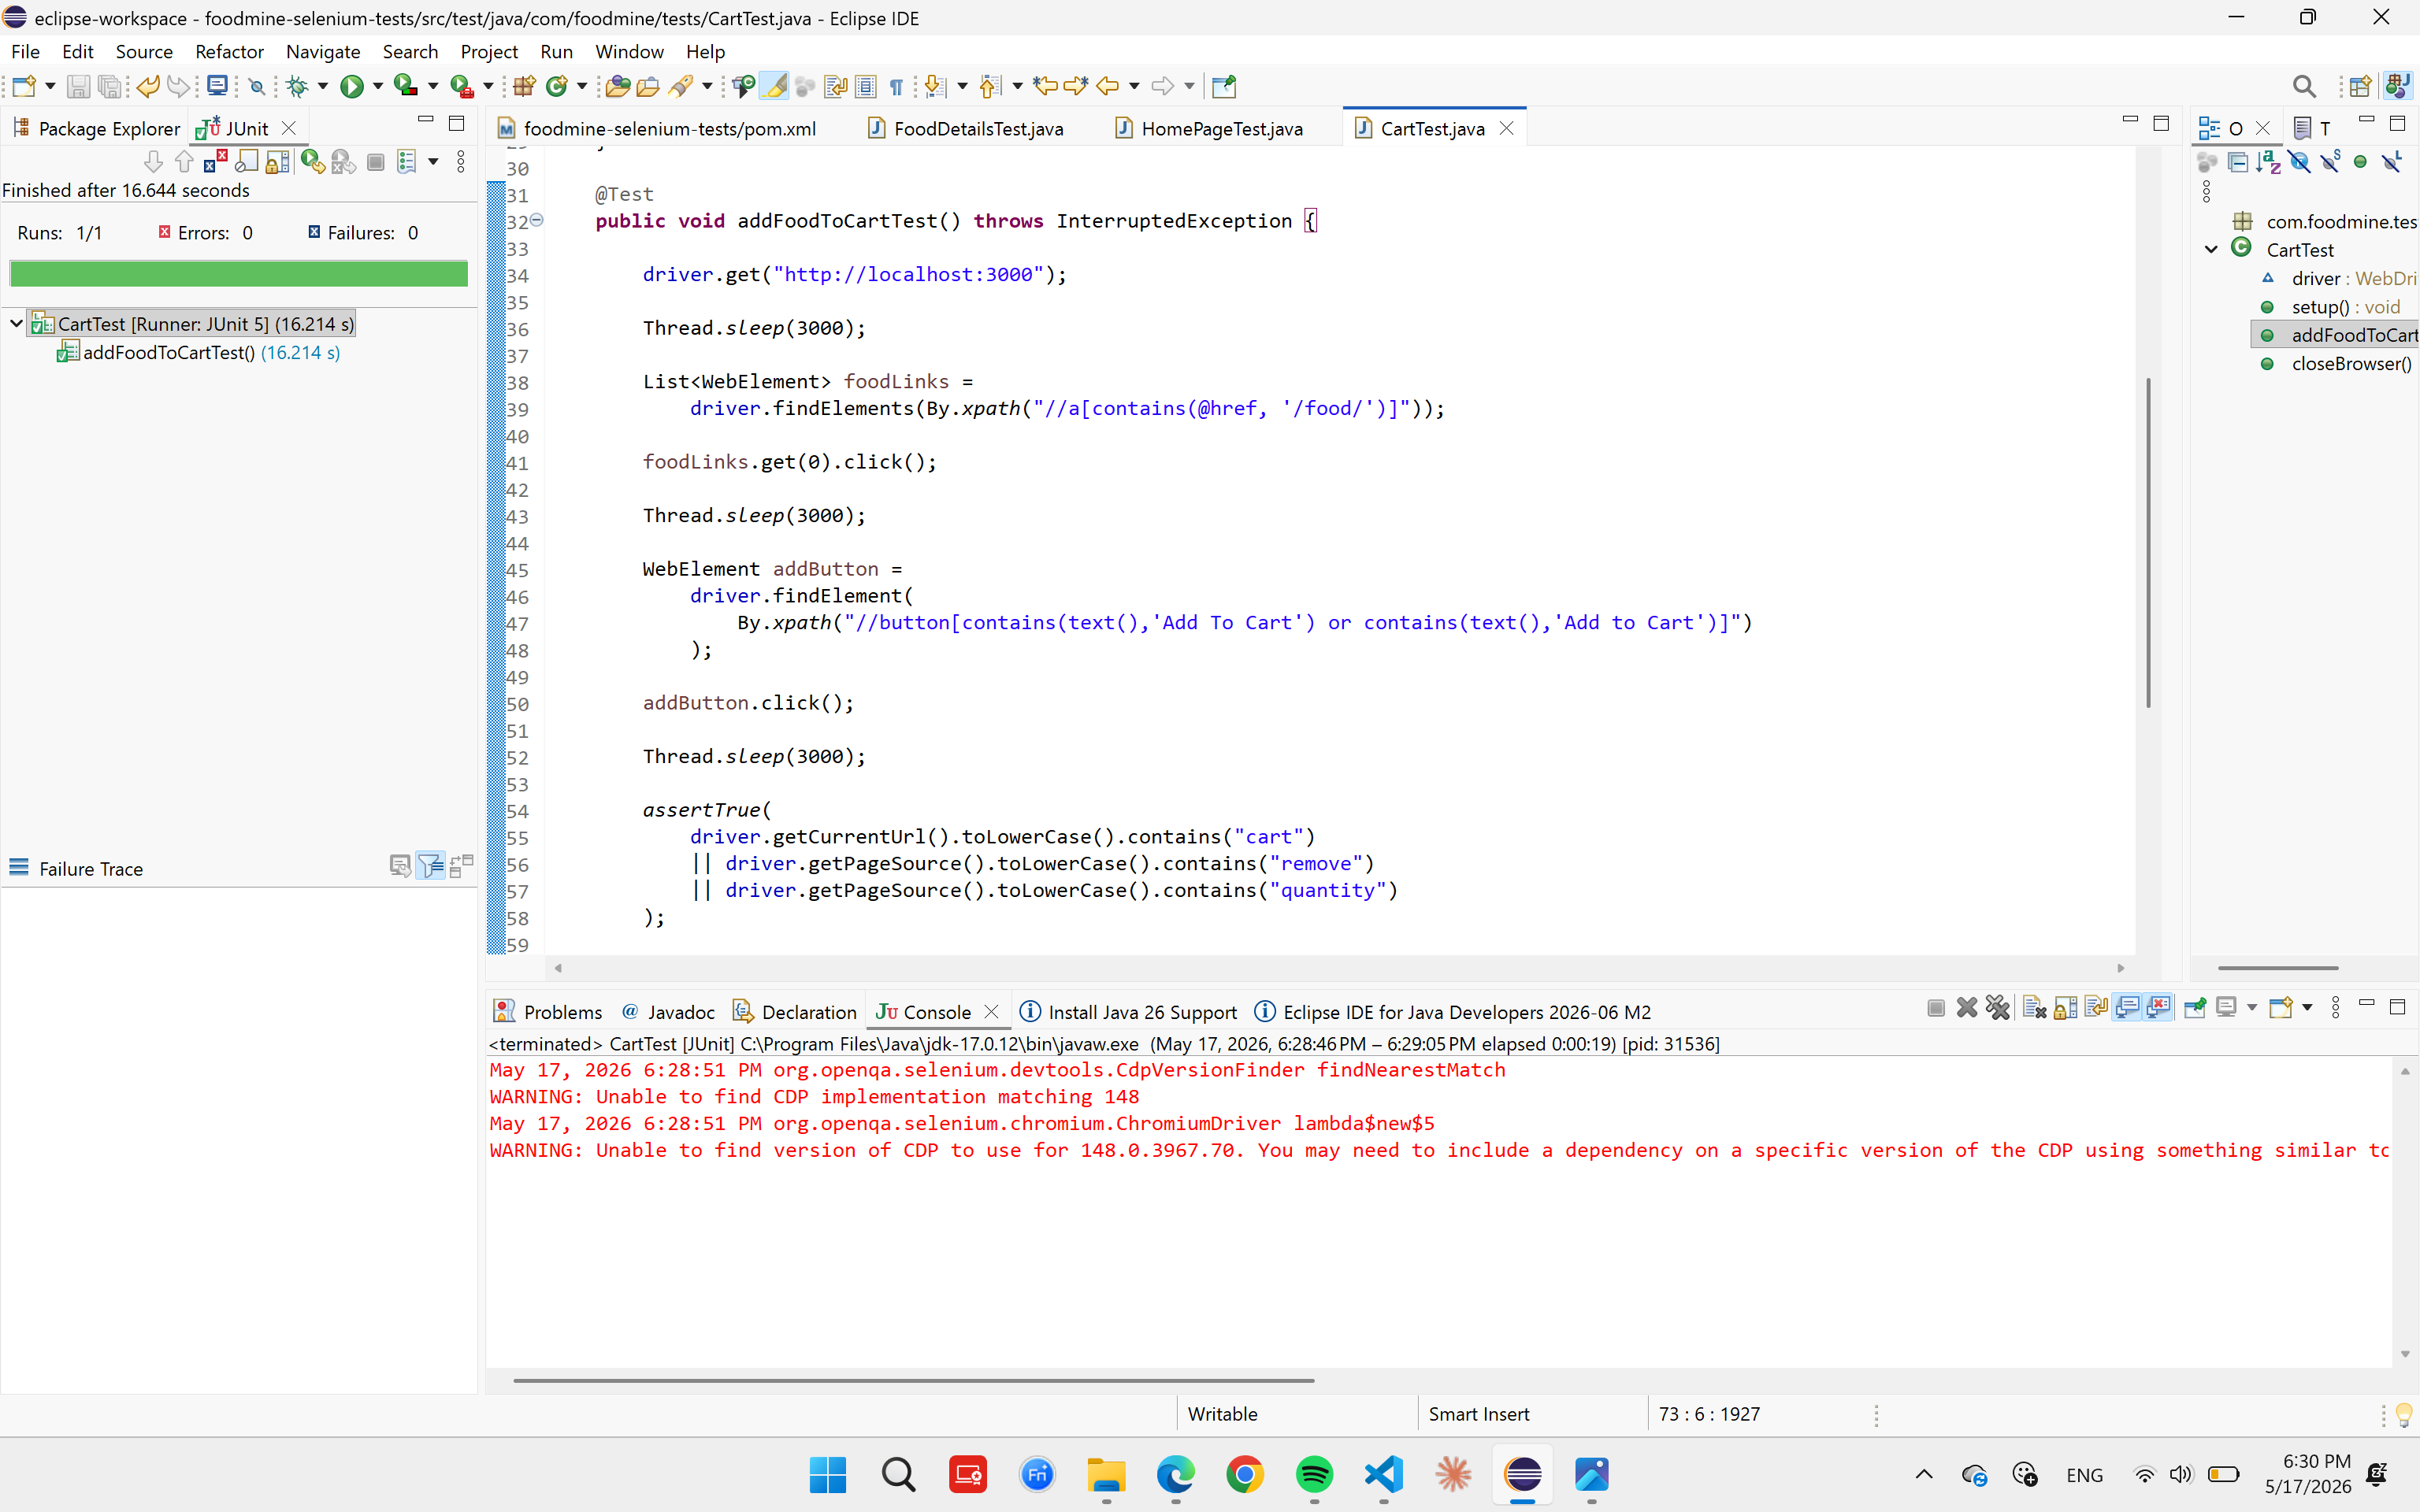 eclipse-workspace - foodmine-selenium-tests/src/test/java/com/foodmine/tests/CartTest.java - Eclipse IDE
File Edit Source Refactor Navigate Search Project Run Window Help
Package Explorer JUnit
Finished after 16.644 seconds
Runs: 1/1 Errors: 0 Failures: 0
CartTest [Runner: JUnit 5] (16.214 s)
addFoodToCartTest() (16.214 s)
Failure Trace
foodmine-selenium-tests/pom.xml FoodDetailsTest.java HomePageTest.java CartTest.java
30
31 @Test
32 public void addFoodToCartTest() throws InterruptedException {
33
34 driver.get("http://localhost:3000");
35
36 Thread.sleep(3000);
37
38 List<WebElement> foodLinks =
39 driver.findElements(By.xpath("//a[contains(@href, '/food/')]"));
40
41 foodLinks.get(0).click();
42
43 Thread.sleep(3000);
44
45 WebElement addButton =
46 driver.findElement(
47 By.xpath("//button[contains(text(),'Add To Cart') or contains(text(),'Add to Cart')]")
48 );
49
50 addButton.click();
51
52 Thread.sleep(3000);
53
54 assertTrue(
55 driver.getCurrentUrl().toLowerCase().contains("cart")
56 || driver.getPageSource().toLowerCase().contains("remove")
57 || driver.getPageSource().toLowerCase().contains("quantity")
58 );
59
O T
com.foodmine.tes
CartTest
driver : WebDri
setup() : void
addFoodToCart
closeBrowser()
Problems Javadoc Declaration Console Install Java 26 Support Eclipse IDE for Java Developers 2026-06 M2
<terminated> CartTest [JUnit] C:\Program Files\Java\jdk-17.0.12\bin\javaw.exe (May 17, 2026, 6:28:46 PM – 6:29:05 PM elapsed 0:00:19) [pid: 31536]
May 17, 2026 6:28:51 PM org.openqa.selenium.devtools.CdpVersionFinder findNearestMatch
WARNING: Unable to find CDP implementation matching 148
May 17, 2026 6:28:51 PM org.openqa.selenium.chromium.ChromiumDriver lambda$new$5
WARNING: Unable to find version of CDP to use for 148.0.3967.70. You may need to include a dependency on a specific version of the CDP using something similar to
Writable Smart Insert 73 : 6 : 1927
ENG
6:30 PM
5/17/2026